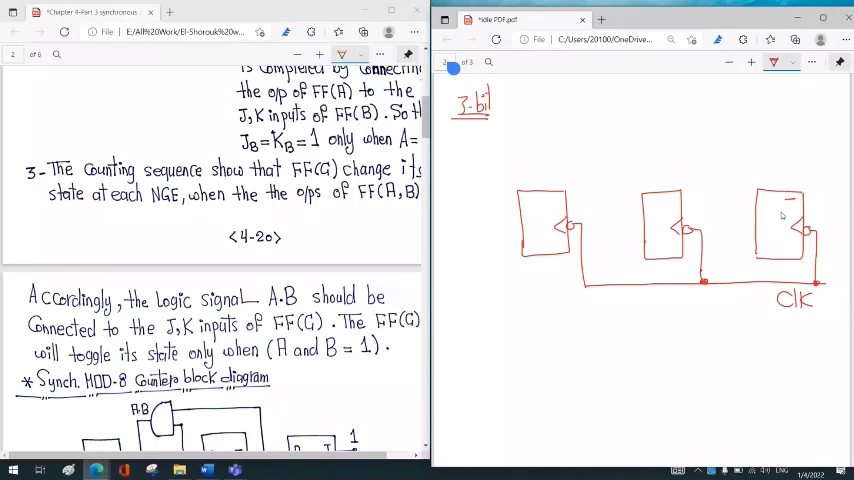 *Chapter 4-Part 3 synchronous s
File
E:/All%20Work/El-Shorouk%20w...
2
of 6
is completed by connecting
the o/p of FF(A) to the
J,K inputs of FF(B). So th
JB=KB=1 only when A=
3- The Counting sequence show that FF(C) change its
state at each NGE, when the the o/ps of FF(A,B)
<4-20>
Accordingly, the Logic signal A.B should be
Connected to the J,K inputs of FF(C). The FF(C)
will toggle its state only when (A and B = 1).
* Synch. MOD-8 Counter block diagram
A.B
1
J
*Idle PDF.pdf
File
C:/Users/20100/OneDrive...
2
of 3
3-bit
CLK
ENG
1/4/2022